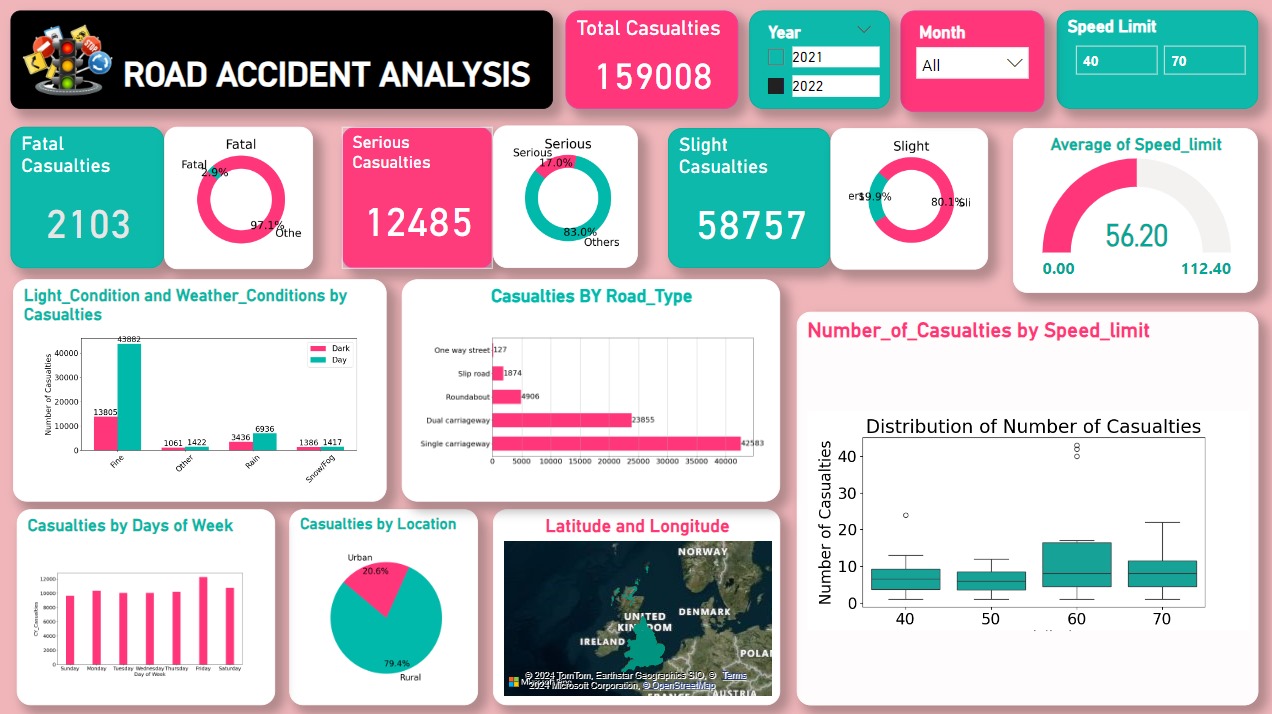 STOP
ROAD ACCIDENT ANALYSIS
Total Casualties
159008
Year
2021
2022
Month
All
Speed Limit
40
70
Fatal
Casualties
2103
Fatal
Fatal
2.9%
97.1%
Othe
Serious
Casualties
12485
Serious
Serious
17.0%
83.0%
Others
Slight
Casualties
58757
Slight
ers
19.9%
80.1%
Sli
Average of Speed_limit
56.20
0.00
112.40
Light_Condition and Weather_Conditions by
Casualties
Number of Casualties
40000
30000
20000
10000
0
13805
43882
1061
1422
3436
6936
1386
1417
Dark
Day
Fine
Other
Rain
Snow/Fog
Casualties BY Road_Type
One way street
127
Slip road
1874
Roundabout
4906
Dual carriageway
23855
Single carriageway
42583
0 5000 10000 15000 20000 25000 30000 35000 40000
Number_of_Casualties by Speed_limit
Distribution of Number of Casualties
Number of Casualties
40
30
20
10
0
40 50 60 70
Casualties by Days of Week
CY_Casualties
12000
10000
8000
6000
4000
2000
0
Sunday Monday Tuesday Wednesday Thursday Friday Saturday
Day of Week
Casualties by Location
Urban
20.6%
79.4%
Rural
Latitude and Longitude
NORWAY
UNITED
KINGDOM
DENMARK
IRELAND
POLAN
© 2024 TomTom, Earthstar Geographics SIO, © Terms
2024 Microsoft Corporation, © OpenStreetMap
FRANCE
AUSTRIA